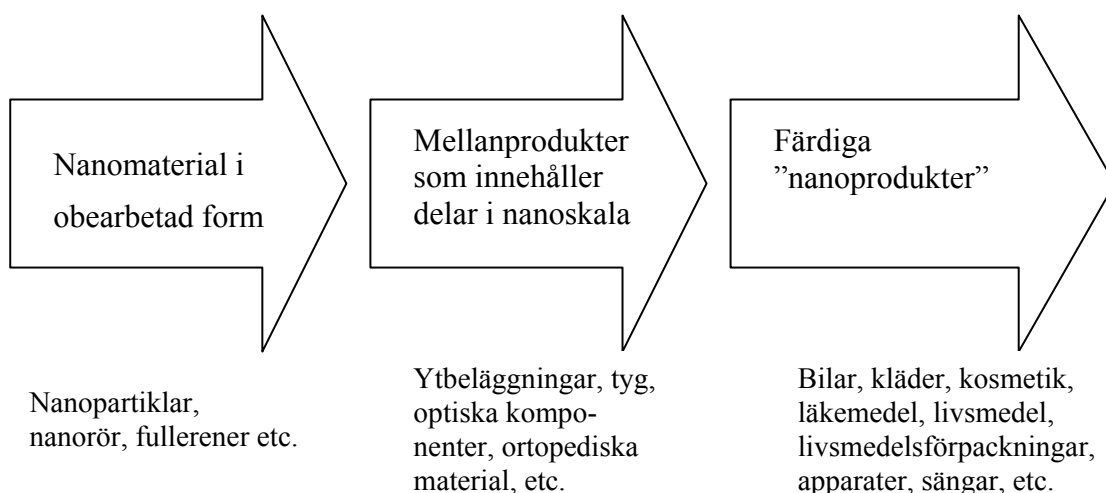 Nanomaterial i
obearbetad form
Mellanprodukter
som innehåller
delar i nanoskala
Färdiga
”nanoprodukter”
Nanopartiklar,
nanorör, fullerener etc.
Ytbeläggningar, tyg,
optiska kompo-
nenter, ortopediska
material, etc.
Bilar, kläder, kosmetik,
läkemedel, livsmedel,
livsmedelsförpackningar,
apparater, sängar, etc.